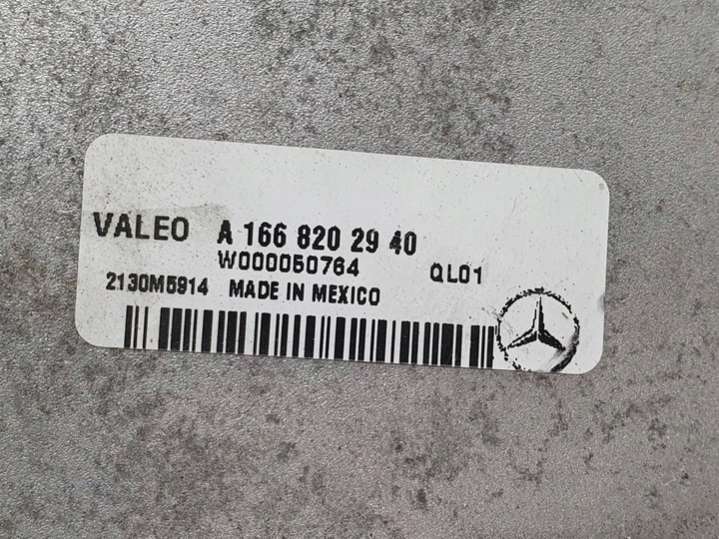 VALEO A 166 820 29 40
W000050764 QL01
2130M5914 MADE IN MEXICO